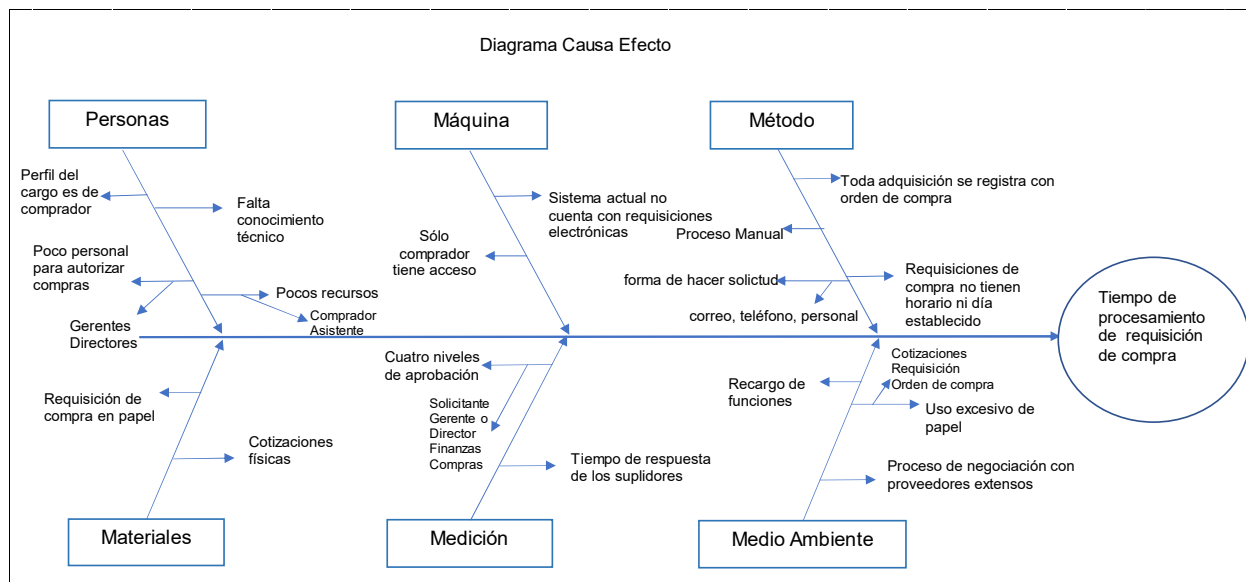 Diagrama Causa Efecto
Personas
Máquina
Método
Perfil del
cargo es de
comprador
Falta
conocimiento
técnico
Poco personal
para autorizar
compras
Gerentes
Directores
Pocos recursos
Comprador
Asistente
Sistema actual no
cuenta con requisiciones
electrónicas
Sólo
comprador
tiene acceso
Toda adquisición se registra con
orden de compra
Proceso Manual
forma de hacer solictud
correo, teléfono, personal
Requisiciones de
compra no tienen
horario ni día
establecido
Tiempo de
procesamiento
de requisición
de compra
Requisición de
compra en papel
Cotizaciones
físicas
Cuatro niveles
de aprobación
Solicitante
Gerente o
Director
Finanzas
Compras
Tiempo de respuesta
de los suplidores
Recargo de
funciones
Cotizaciones
Requisición
Orden de compra
Uso excesivo de
papel
Proceso de negociación con
proveedores extensos
Materiales
Medición
Medio Ambiente